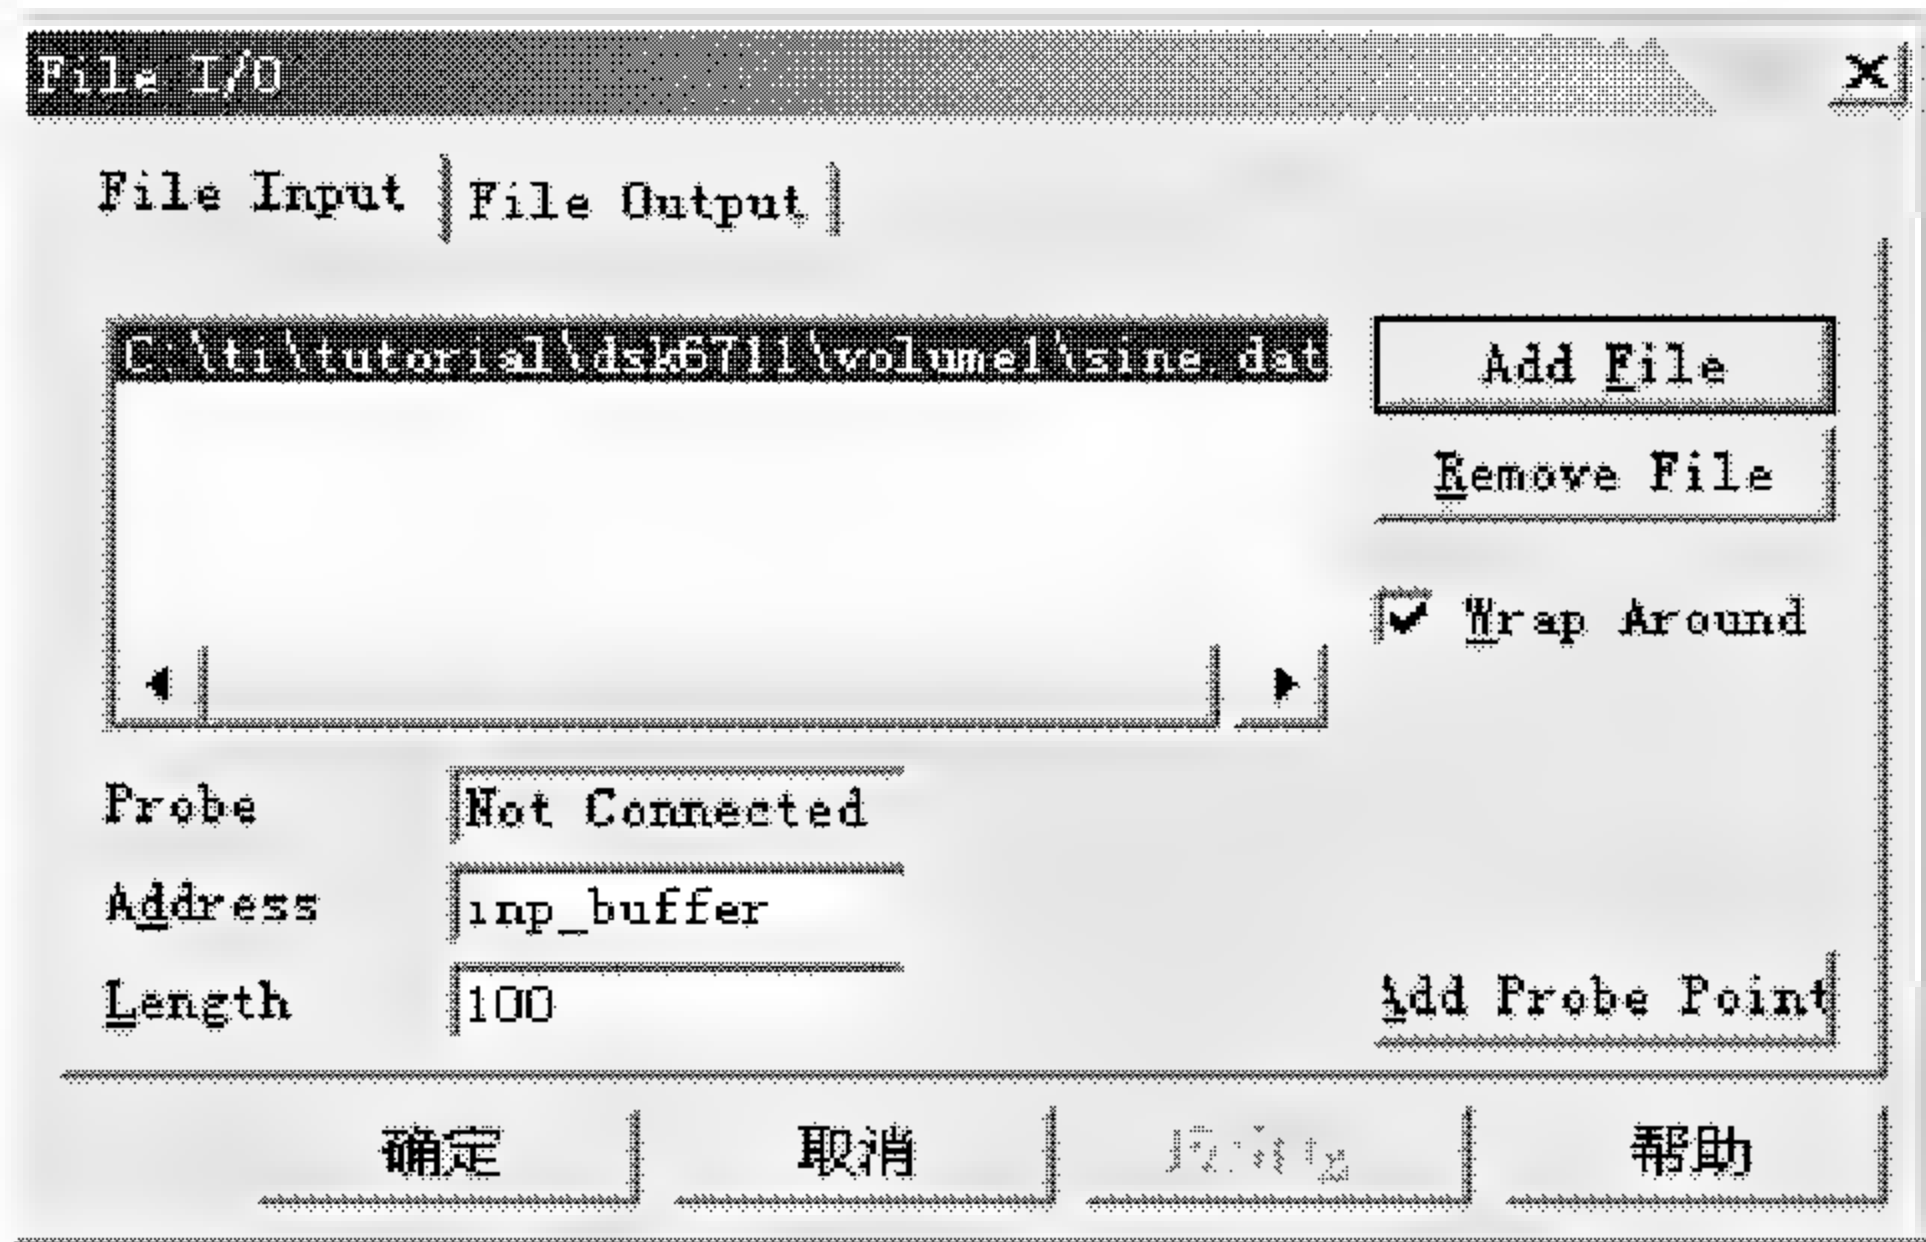 File I/O
File Input File Output
C:\ti\tutorial\dsk6711\volume1\sine.dat
Add File
Remove File
Wrap Around
Probe Not Connected
Address inp_buffer
Length 100
Add Probe Point
确定 取消 帮助